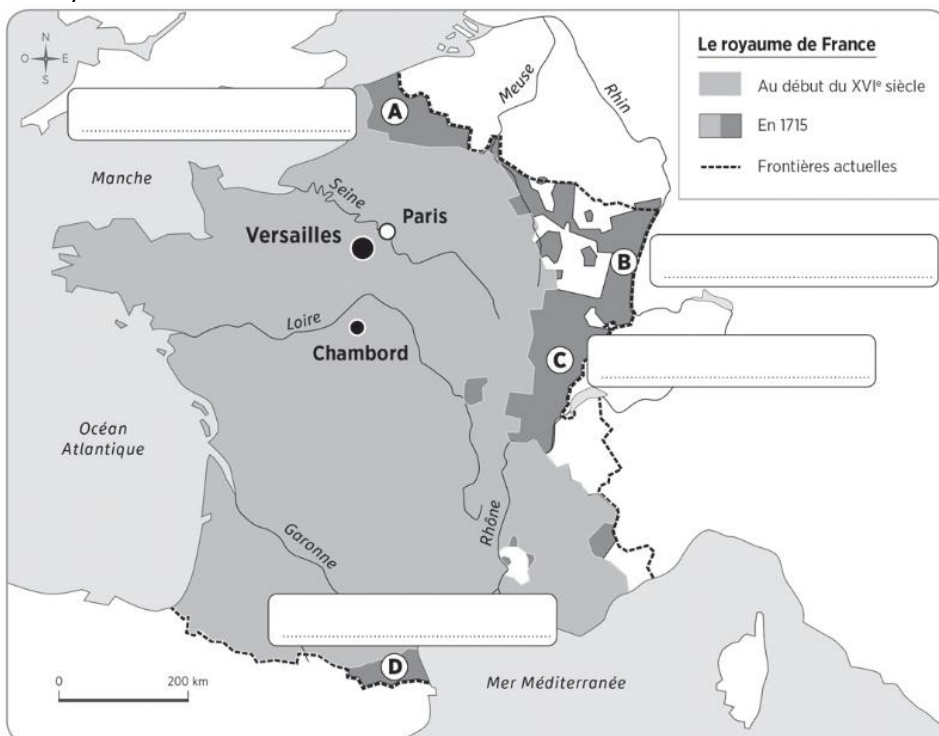 N
O E
S
Manche
Seine
Paris
Versailles
Loire
Chambord
Océan
Atlantique
Garonne
Rhône
Meuse
Rhin
A
B
C
D
0 200 km
Mer Méditerranée
Le royaume de France
Au début du XVIe siècle
En 1715
Frontières actuelles